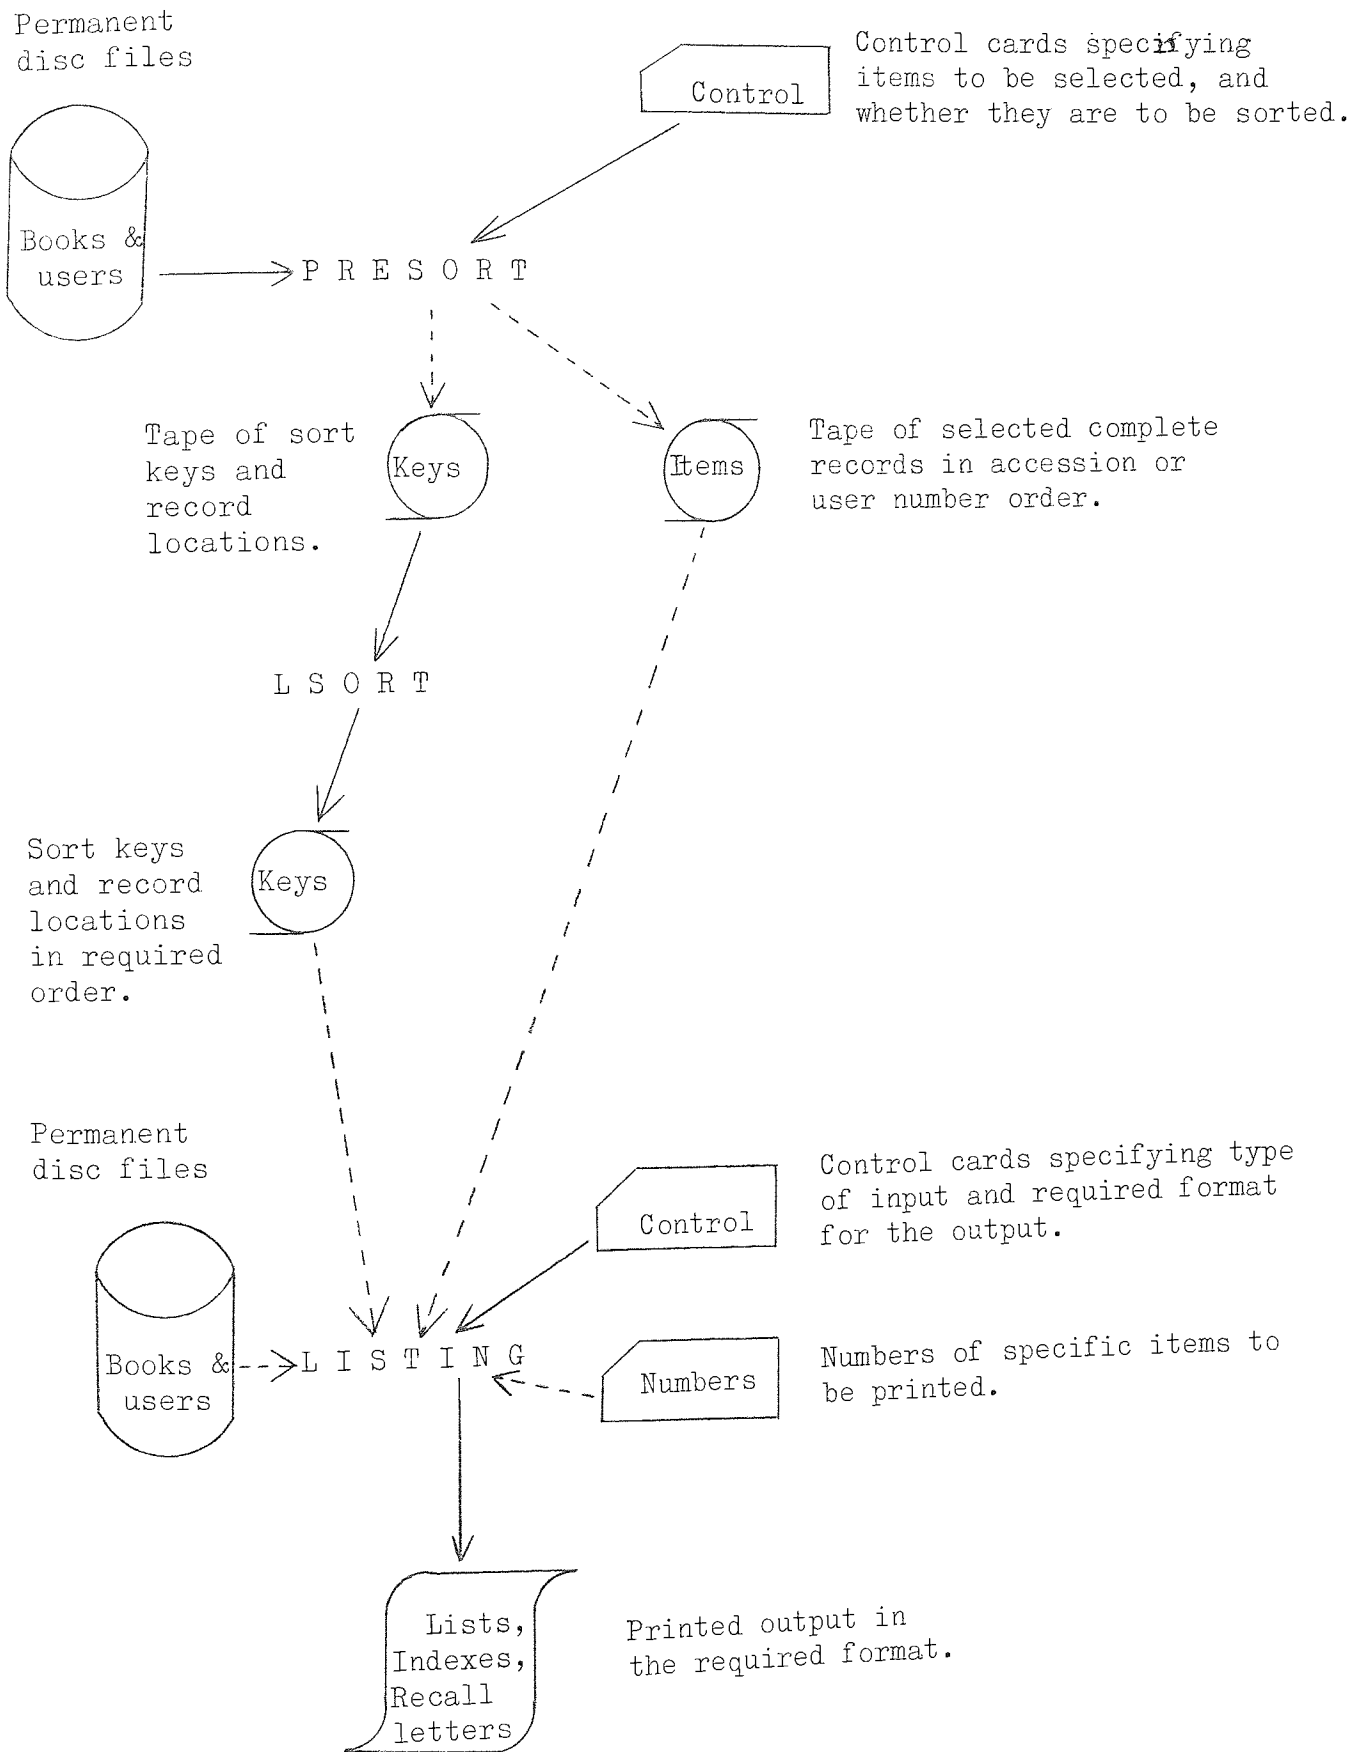 Permanent
disc files
Control cards specifying
items to be selected, and
whether they are to be sorted.
Control
Books &
users
P R E S O R T
Tape of sort
keys and
record
locations.
Keys
Items
Tape of selected complete
records in accession or
user number order.
L S O R T
Sort keys
and record
locations
in required
order.
Keys
Permanent
disc files
Control cards specifying type
of input and required format
for the output.
Control
Books &
users
L I S T I N G
Numbers
Numbers of specific items to
be printed.
Lists,
Indexes,
Recall
letters
Printed output in
the required format.